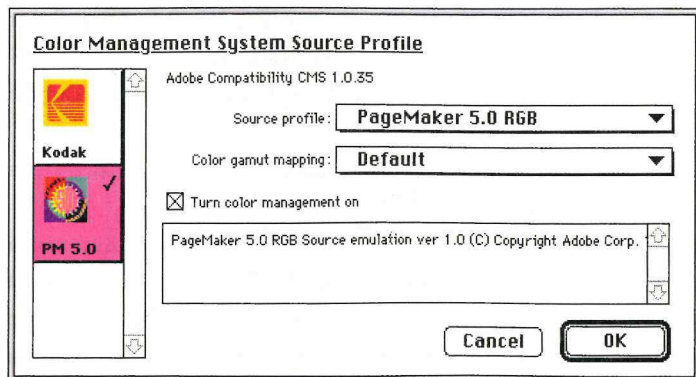 Color Management System Source Profile
Kodak
PM 5.0
Adobe Compatibility CMS 1.0.35
Source profile: PageMaker 5.0 RGB
Color gamut mapping: Default
Turn color management on
PageMaker 5.0 RGB Source emulation ver 1.0 (C) Copyright Adobe Corp.
Cancel OK